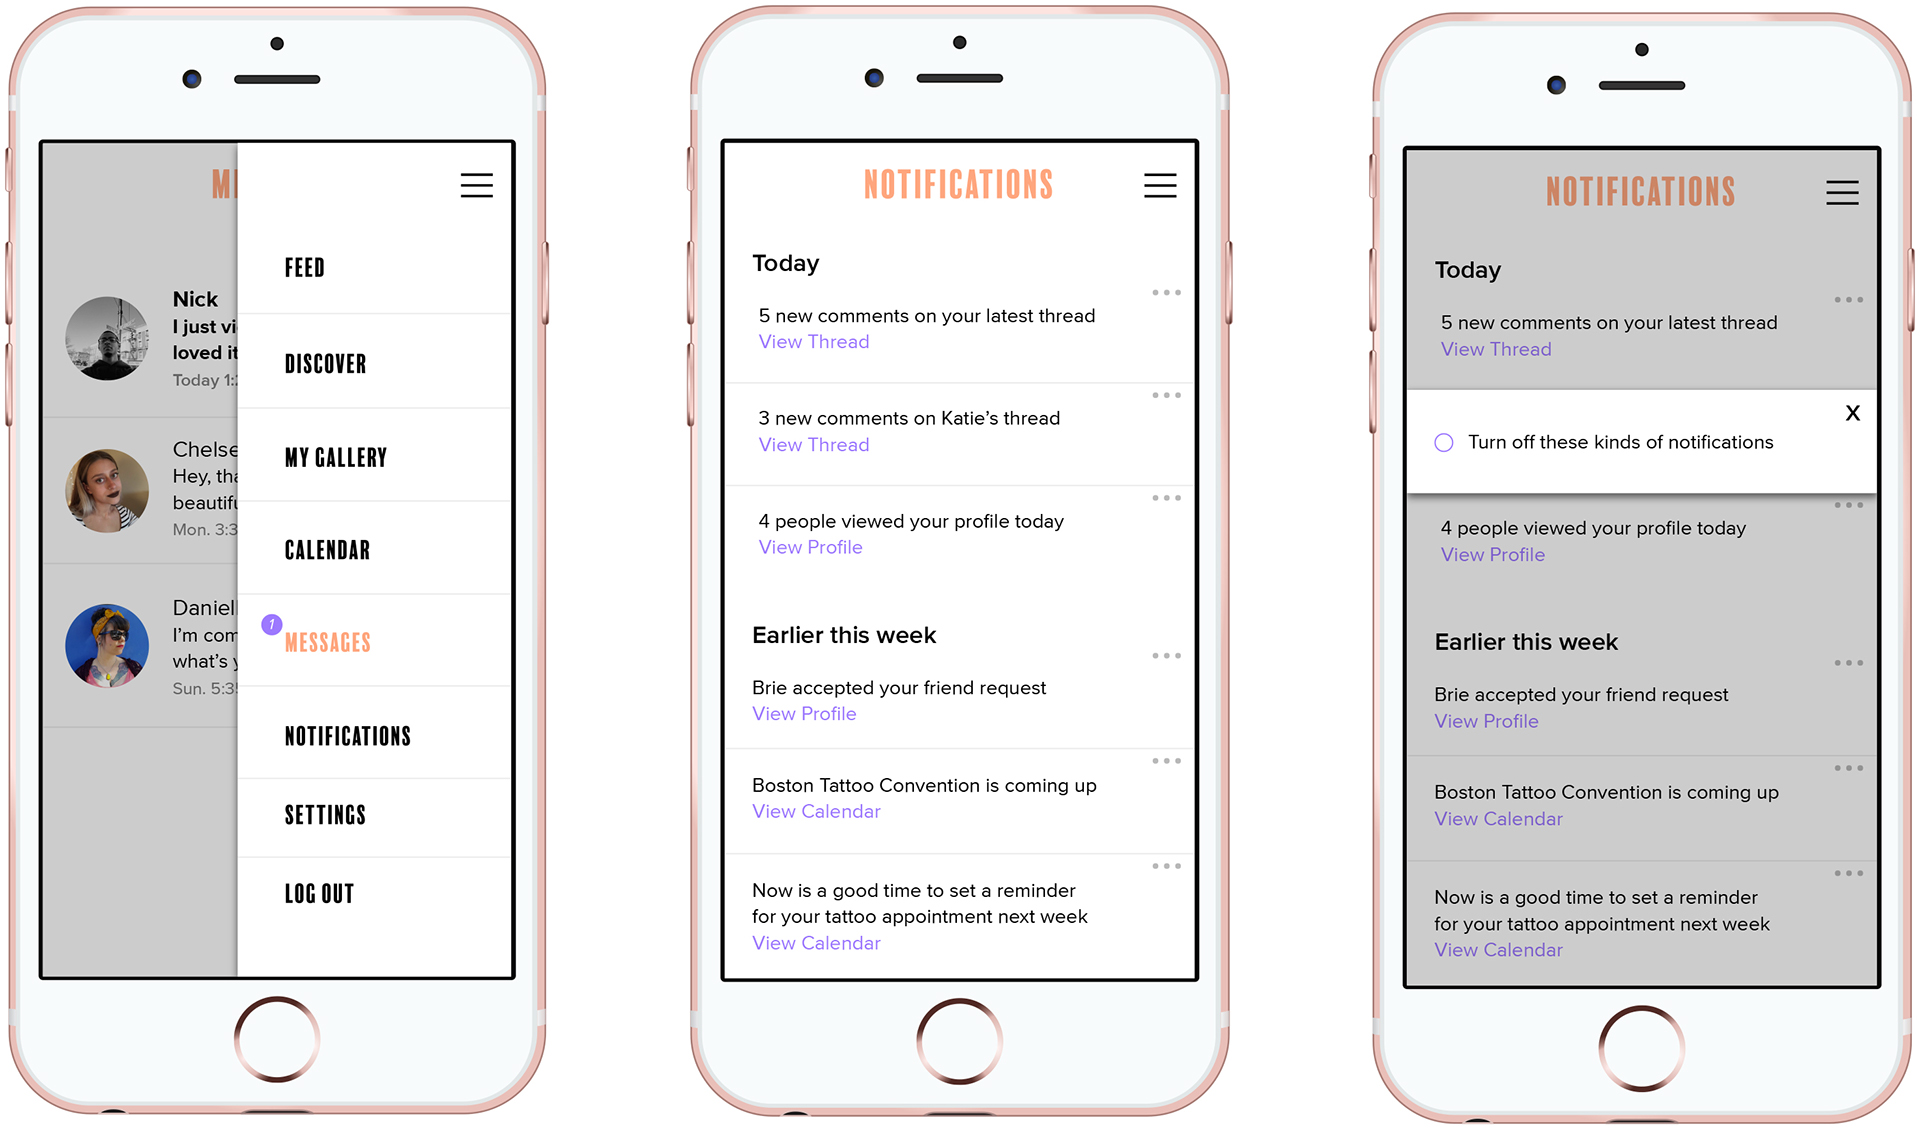 ME
Nick
I just vi
loved it
Today 1:2
Chelse
Hey, tha
beautifu
Mon. 3:3
Daniel
I'm com
what's y
Sun. 5:35
FEED
DISCOVER
MY GALLERY
CALENDAR
1
MESSAGES
NOTIFICATIONS
SETTINGS
LOG OUT
NOTIFICATIONS
Today
5 new comments on your latest thread
View Thread
3 new comments on Katie's thread
View Thread
4 people viewed your profile today
View Profile
Earlier this week
Brie accepted your friend request
View Profile
Boston Tattoo Convention is coming up
View Calendar
Now is a good time to set a reminder
for your tattoo appointment next week
View Calendar
NOTIFICATIONS
Today
5 new comments on your latest thread
View Thread
X
Turn off these kinds of notifications
4 people viewed your profile today
View Profile
Earlier this week
Brie accepted your friend request
View Profile
Boston Tattoo Convention is coming up
View Calendar
Now is a good time to set a reminder
for your tattoo appointment next week
View Calendar